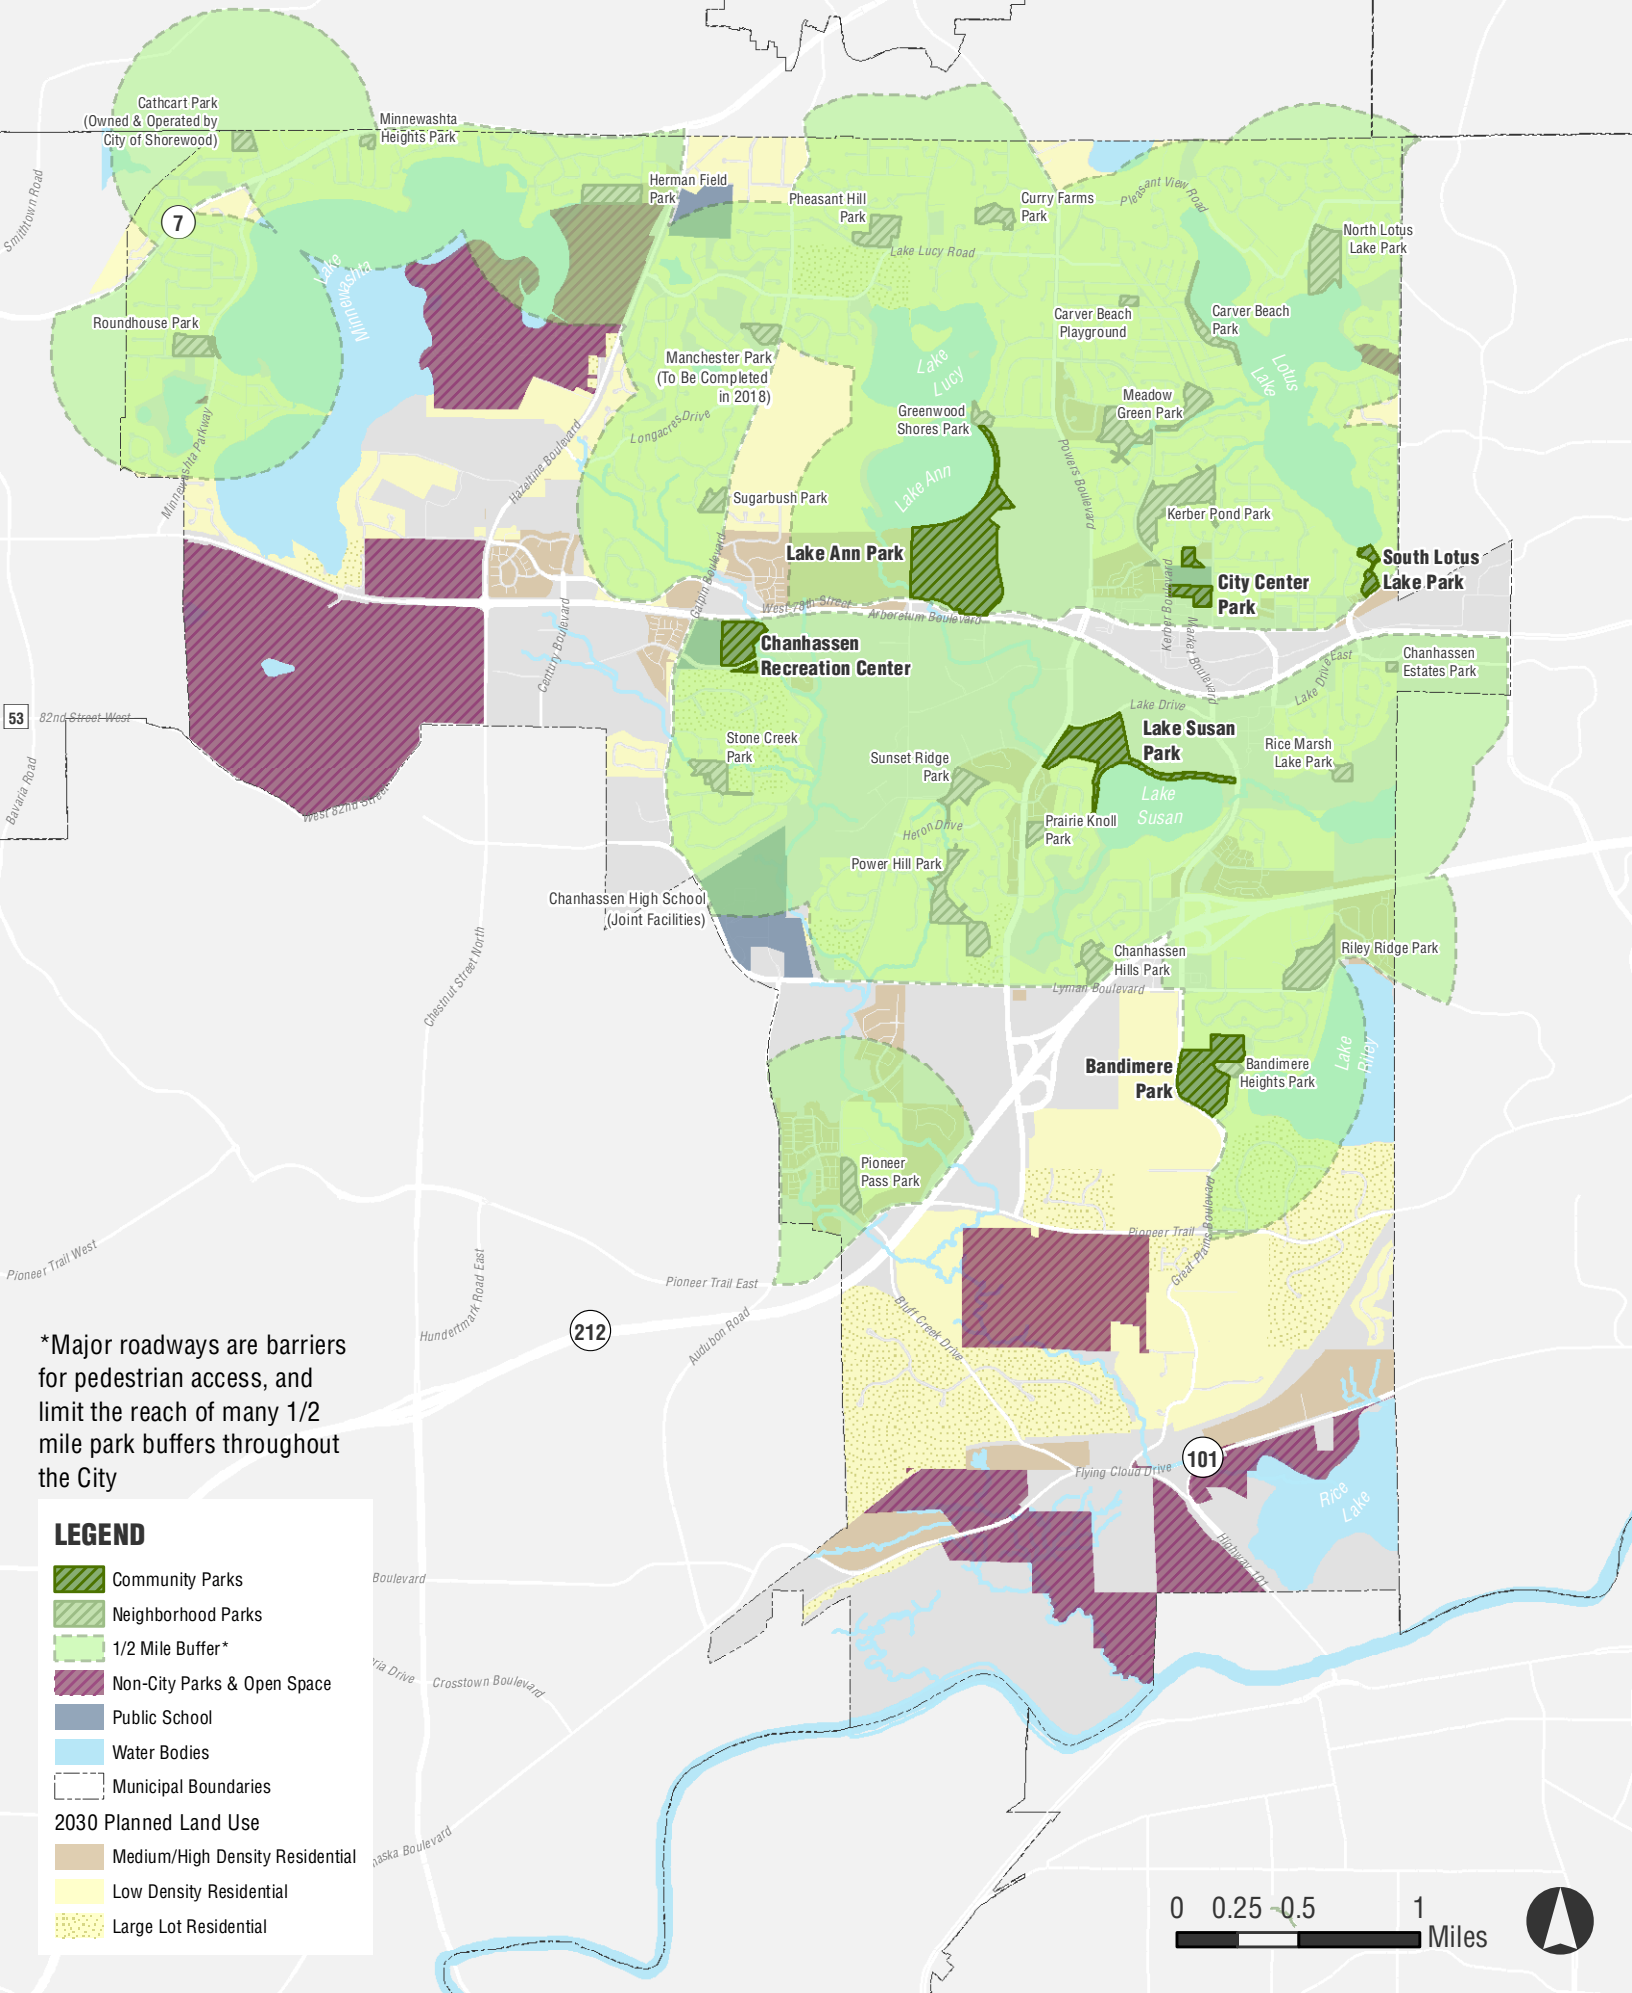 Cathcart Park
(Owned & Operated by
City of Shorewood)
Minnewashta
Heights Park
Smithtown Road
7
Herman Field
Park
Pheasant Hill
Park
Curry Farms
Park
Pleasant View Road
North Lotus
Lake Park
Lake Lucy Road
Lake
Minnewashta
Roundhouse Park
Carver Beach
Playground
Carver Beach
Park
Manchester Park
(To Be Completed
in 2018)
Lake
Lucy
Lotus
Lake
Meadow
Green Park
Greenwood
Shores Park
Longacres Drive
Minnewashta Parkway
Hazeltine Boulevard
Powers Boulevard
Lake Ann
Sugarbush Park
Kerber Pond Park
Lake Ann Park
South Lotus
Lake Park
City Center
Park
Galpin Boulevard
West 78th Street
Arboretum Boulevard
Kerber Boulevard
Market Boulevard
Century Boulevard
Chanhassen
Recreation Center
Lake Drive East
Chanhassen
Estates Park
53
82nd Street West
Lake Drive
Lake Susan
Park
Stone Creek
Park
Sunset Ridge
Park
Rice Marsh
Lake Park
Bavaria Road
West 82nd Street
Lake
Susan
Prairie Knoll
Park
Heron Drive
Power Hill Park
Chanhassen High School
(Joint Facilities)
Chestnut Street North
Chanhassen
Hills Park
Riley Ridge Park
Lyman Boulevard
Lake
Riley
Bandimere
Park
Bandimere
Heights Park
Pioneer
Pass Park
Pioneer Trail
Great Plains Boulevard
Pioneer Trail West
Pioneer Trail East
Hundertmark Road East
212
Audubon Road
Bluff Creek Drive
*Major roadways are barriers
for pedestrian access, and
limit the reach of many 1/2
mile park buffers throughout
the City
101
Flying Cloud Drive
Rice
Lake
Highway 101
LEGEND
Community Parks
Neighborhood Parks
1/2 Mile Buffer*
Non-City Parks & Open Space
Public School
Water Bodies
Municipal Boundaries
2030 Planned Land Use
Medium/High Density Residential
Low Density Residential
Large Lot Residential
Boulevard
Drive
Crosstown Boulevard
Boulevard
0 0.25 0.5 1
Miles